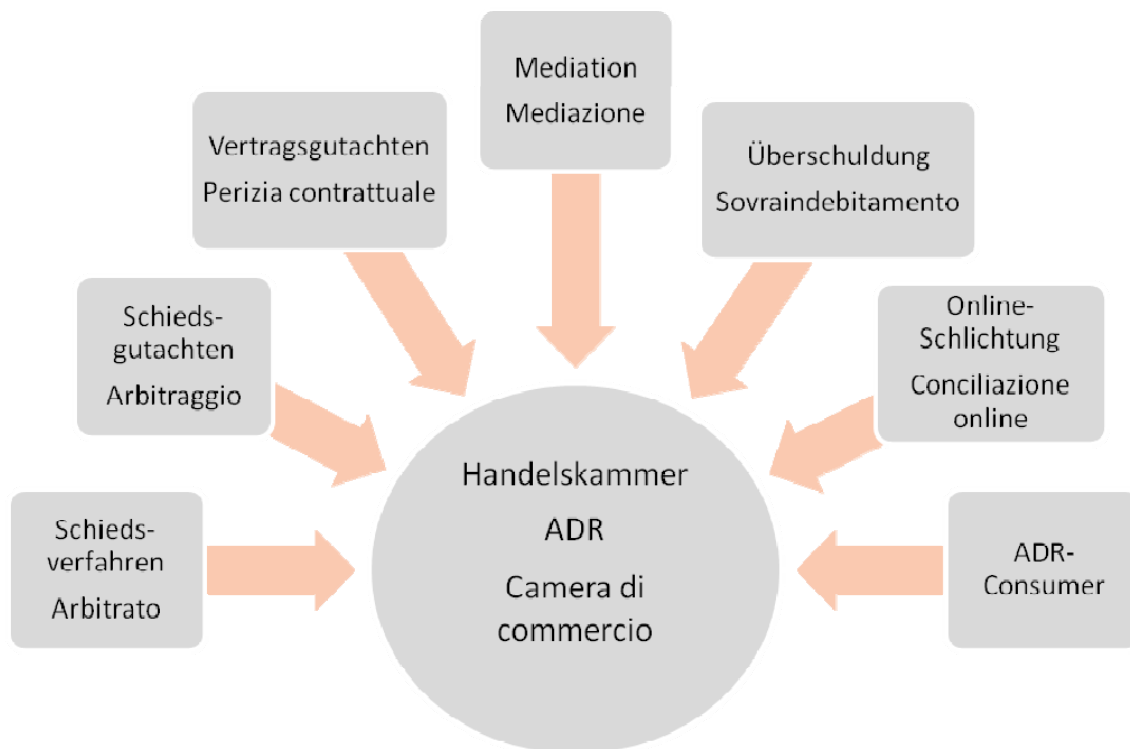 Mediation
Mediazione
Vertragsgutachten
Perizia contrattuale
Überschuldung
Sovraindebitamento
Schieds-
gutachten
Arbitraggio
Online-
Schlichtung
Conciliazione
online
Schieds-
verfahren
Arbitrato
Handelskammer
ADR
Camera di
commercio
ADR-
Consumer